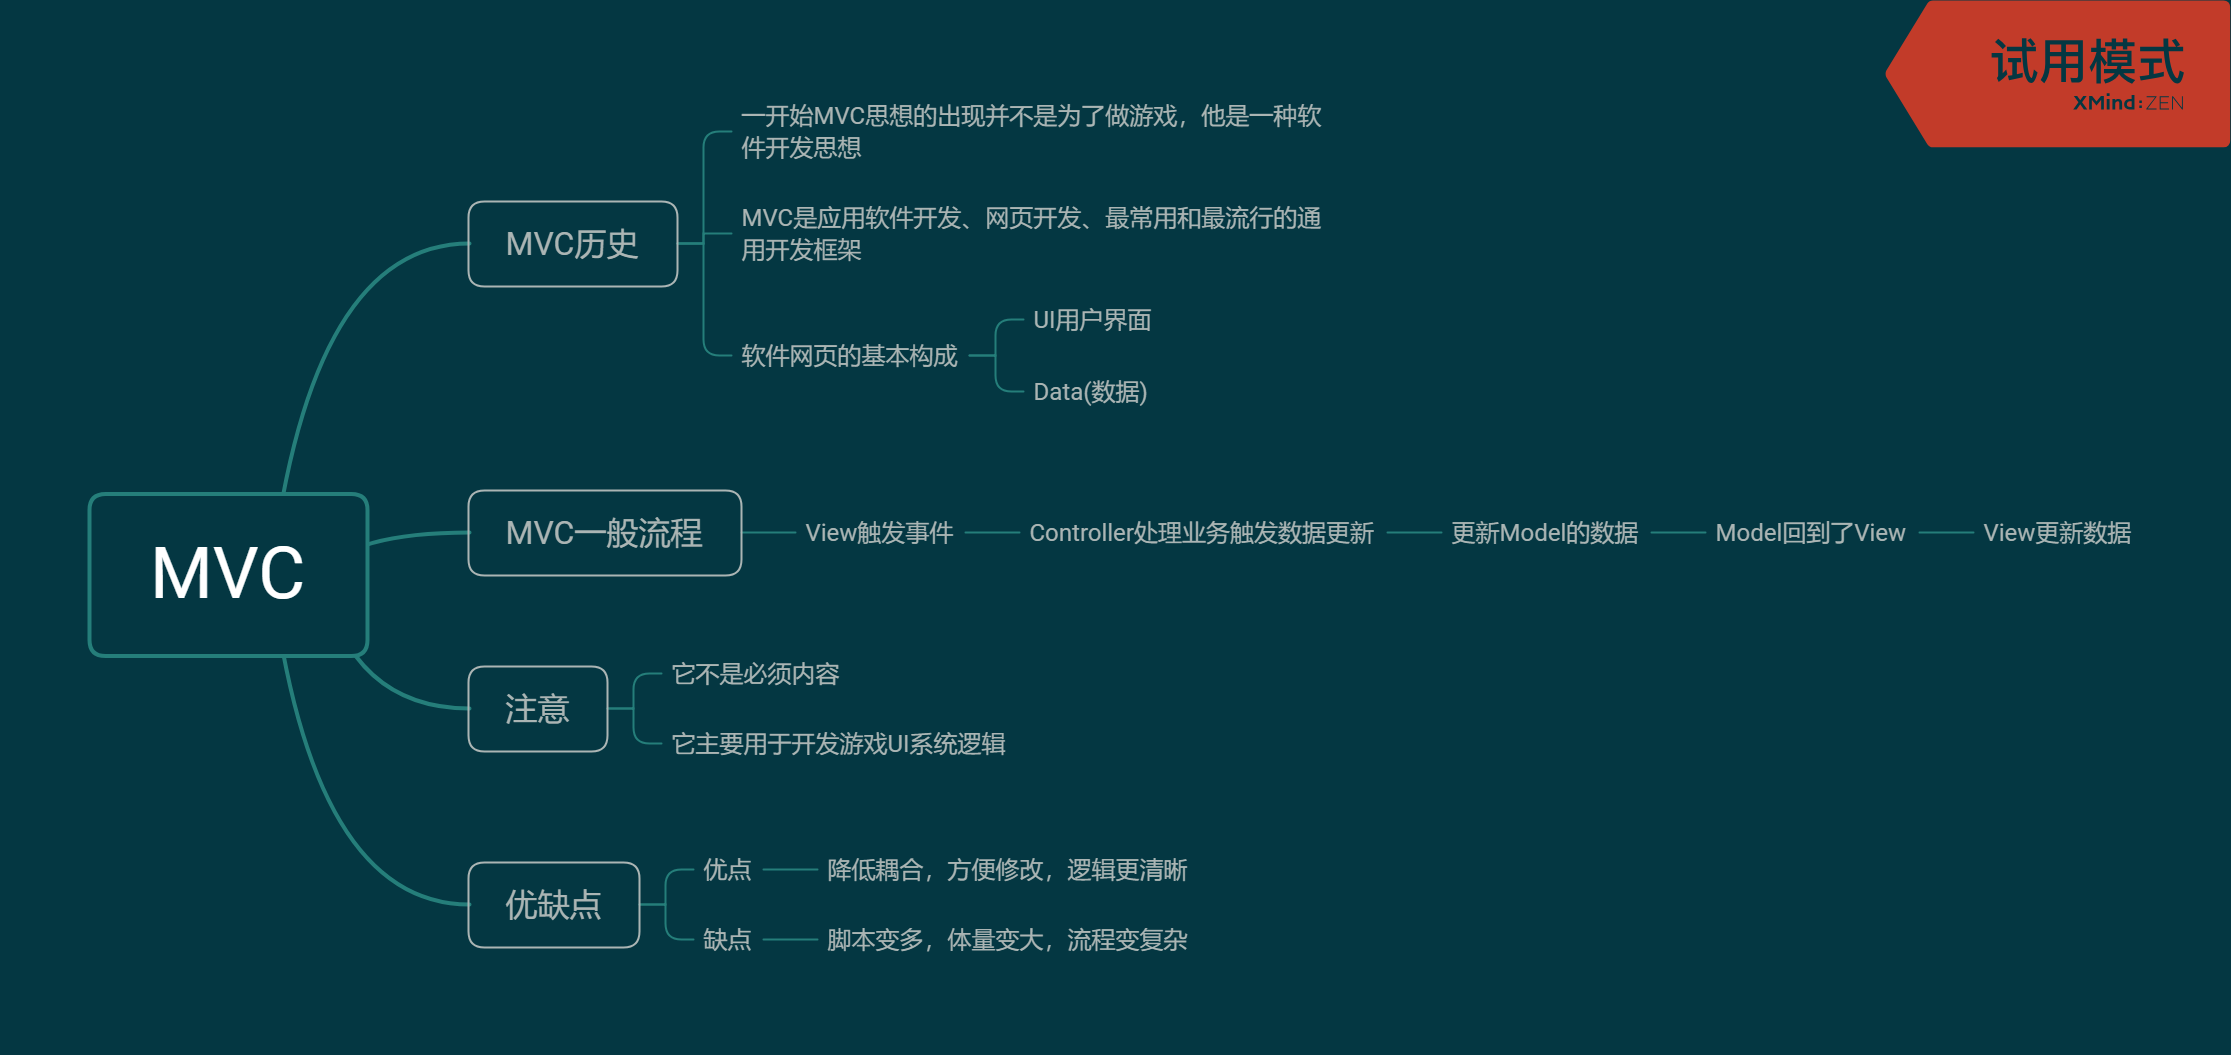 试用模式
XMind:ZEN
MVC
MVC历史
一开始MVC思想的出现并不是为了做游戏，他是一种软
件开发思想
MVC是应用软件开发、网页开发、最常用和最流行的通
用开发框架
软件网页的基本构成
UI用户界面
Data(数据)
MVC一般流程
View触发事件
Controller处理业务触发数据更新
更新Model的数据
Model回到了View
View更新数据
注意
它不是必须内容
它主要用于开发游戏UI系统逻辑
优缺点
优点
降低耦合，方便修改，逻辑更清晰
缺点
脚本变多，体量变大，流程变复杂